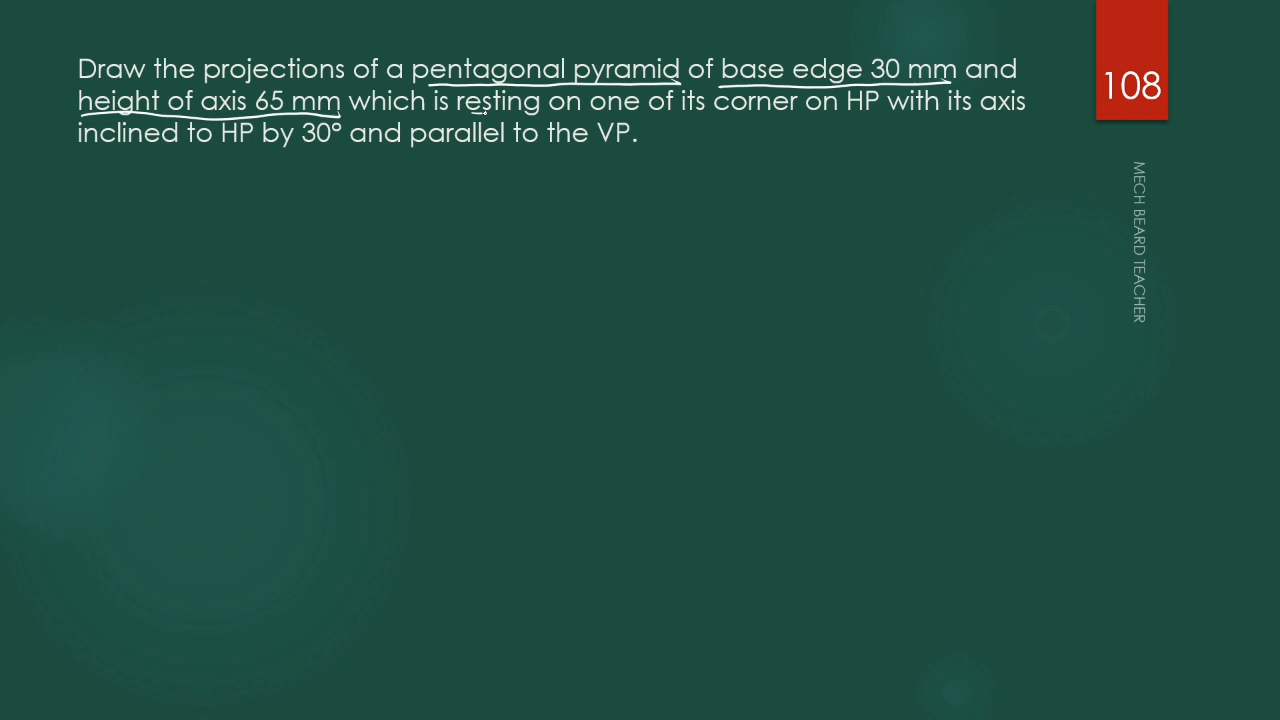 Draw the projections of a pentagonal pyramid of base edge 30 mm and
height of axis 65 mm which is resting on one of its corner on HP with its axis
inclined to HP by 30° and parallel to the VP.
108
MECH BEARD TEACHER